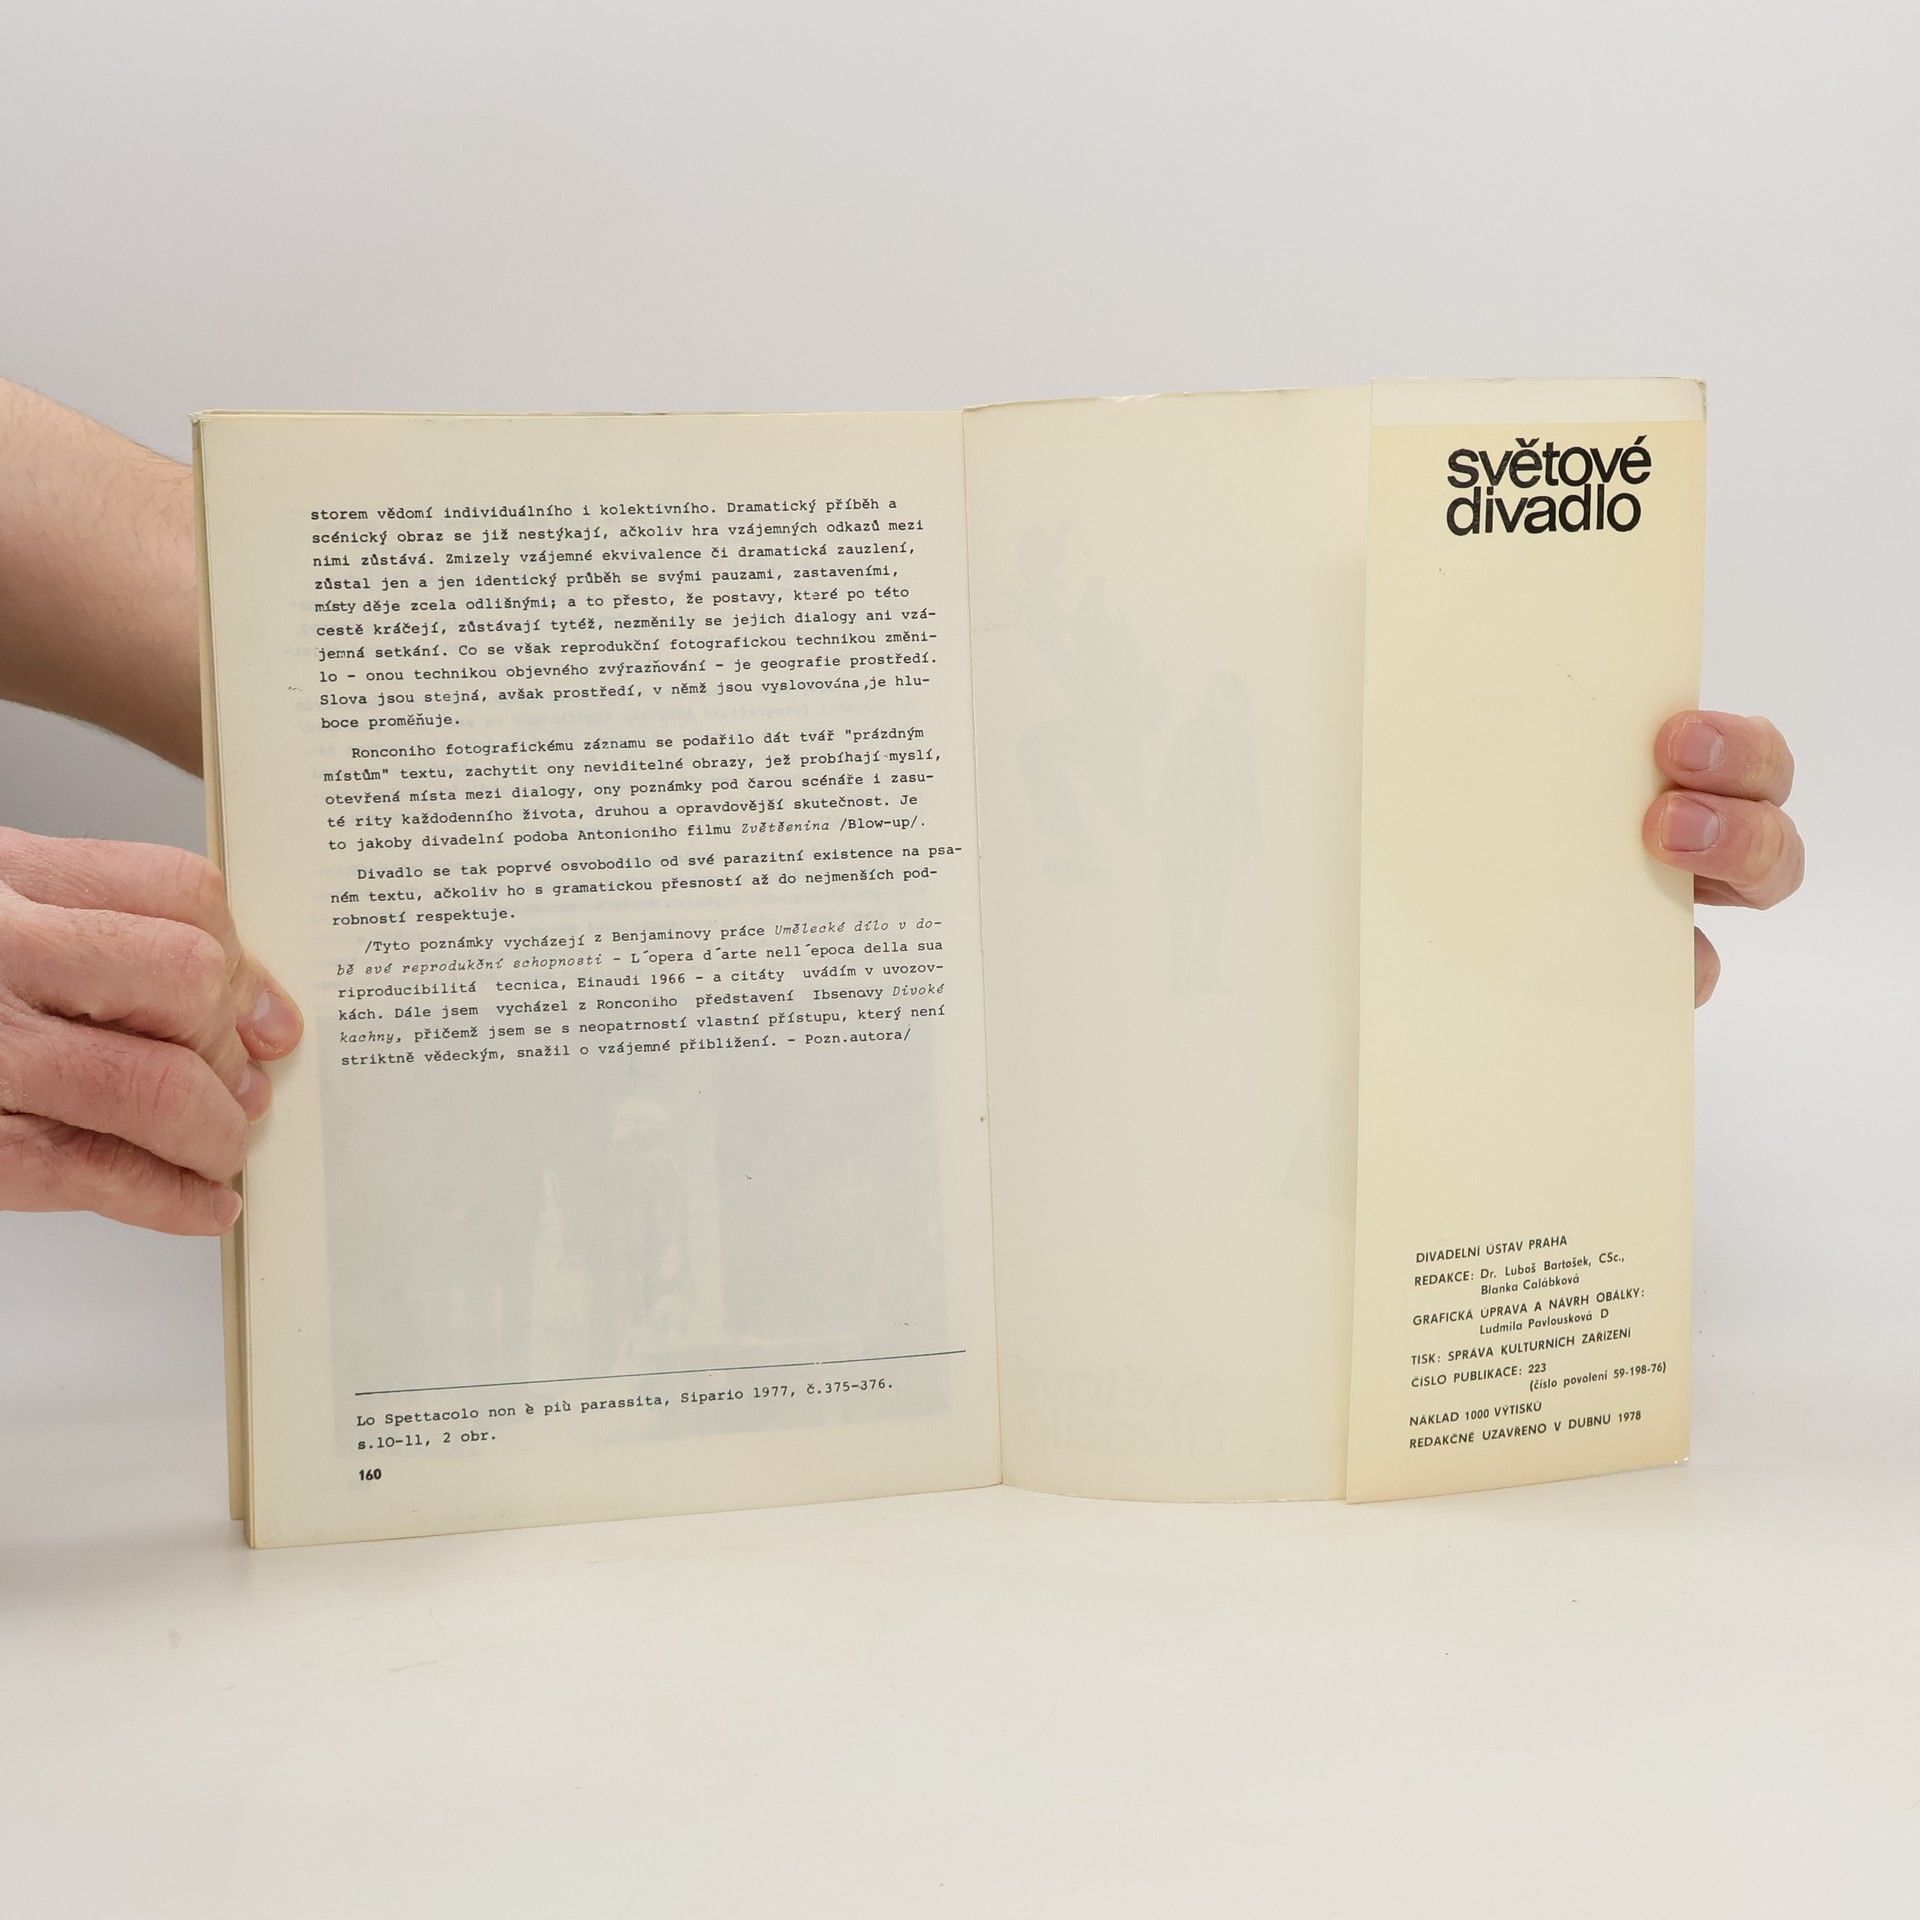 storem vědomí individuálního i kolektivního. Dramatický příběh a
scénický obraz se již nestýkají, ačkoliv hra vzájemných odkazů mezi
nimi zůstává. Zmizely vzájemné ekvivalence či dramatická zauzlení,
zůstal jen a jen identický průběh se svými pauzami, zastaveními,
místy děje zcela odlišnými; a to přesto, že postavy, které po této
cestě kráčejí, zůstávají tytéž, nezměnily se jejich dialogy ani vzá-
jemná setkání. Co se však reprodukční fotografickou technikou změni-
lo - onou technikou objevného zvýrazňování - je geografie prostředí.
Slova jsou stejná, avšak prostředí, v němž jsou vyslovována,je hlu-
boce proměňuje.
Ronconiho fotografickému záznamu se podařilo dát tvář "prázdným
místům" textu, zachytit ony neviditelné obrazy, jež probíhají myslí,
otevřená místa mezi dialogy, ony poznámky pod čarou scénáře i zasu-
té rity každodenního života, druhou a opravdovější skutečnost. Je
to jakoby divadelní podoba Antonioniho filmu Zvětšenina /Blow-up/.
Divadlo se tak poprvé osvobodilo od své parazitní existence na psa-
ném textu, ačkoliv ho s gramatickou přesností až do nejmenších pod-
robností respektuje.
/Tyto poznámky vycházejí z Benjaminovy práce Umělecké dílo v do-
bě své reprodukční schopnosti - L´opera d´arte nell´epoca della sua
riproducibilitá tecnica, Einaudi 1966 - a citáty uvádím v uvozov-
kách. Dále jsem vycházel z Ronconiho představení Ibsenovy Divoké
kachny, přičemž jsem se s neopatrností vlastní přístupu, který není
striktně vědeckým, snažil o vzájemné přiblížení. - Pozn.autora/
Lo Spettacolo non è più parassita, Sipario 1977, č.375-376.
s.10-11, 2 obr.
160
světové
divadlo
DIVADELNÍ ÚSTAV PRAHA
REDAKCE: Dr. Luboš Bartošek, CSc.,
Blanka Calábková
GRAFICKÁ ÚPRAVA A NÁVRH OBÁLKY:
Ludmila Pavlousková D
TISK: SPRÁVA KULTURNÍCH ZAŘÍZENÍ
ČÍSLO PUBLIKACE: 223
(číslo povolení 59-198-76)
NÁKLAD 1000 VÝTISKŮ
REDAKČNĚ UZAVŘENO V DUBNU 1978